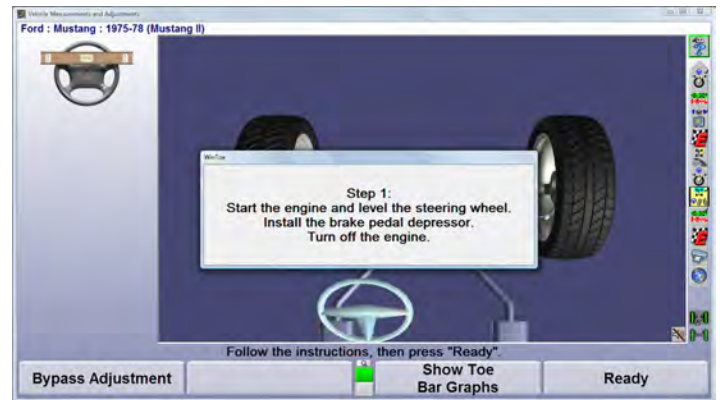 Vehicle Measurements and Adjustments
Ford : Mustang : 1975-78 (Mustang II)
WinToe
Step 1:
Start the engine and level the steering wheel.
Install the brake pedal depressor.
Turn off the engine.
Follow the instructions, then press "Ready".
Bypass Adjustment
Show Toe
Bar Graphs
Ready